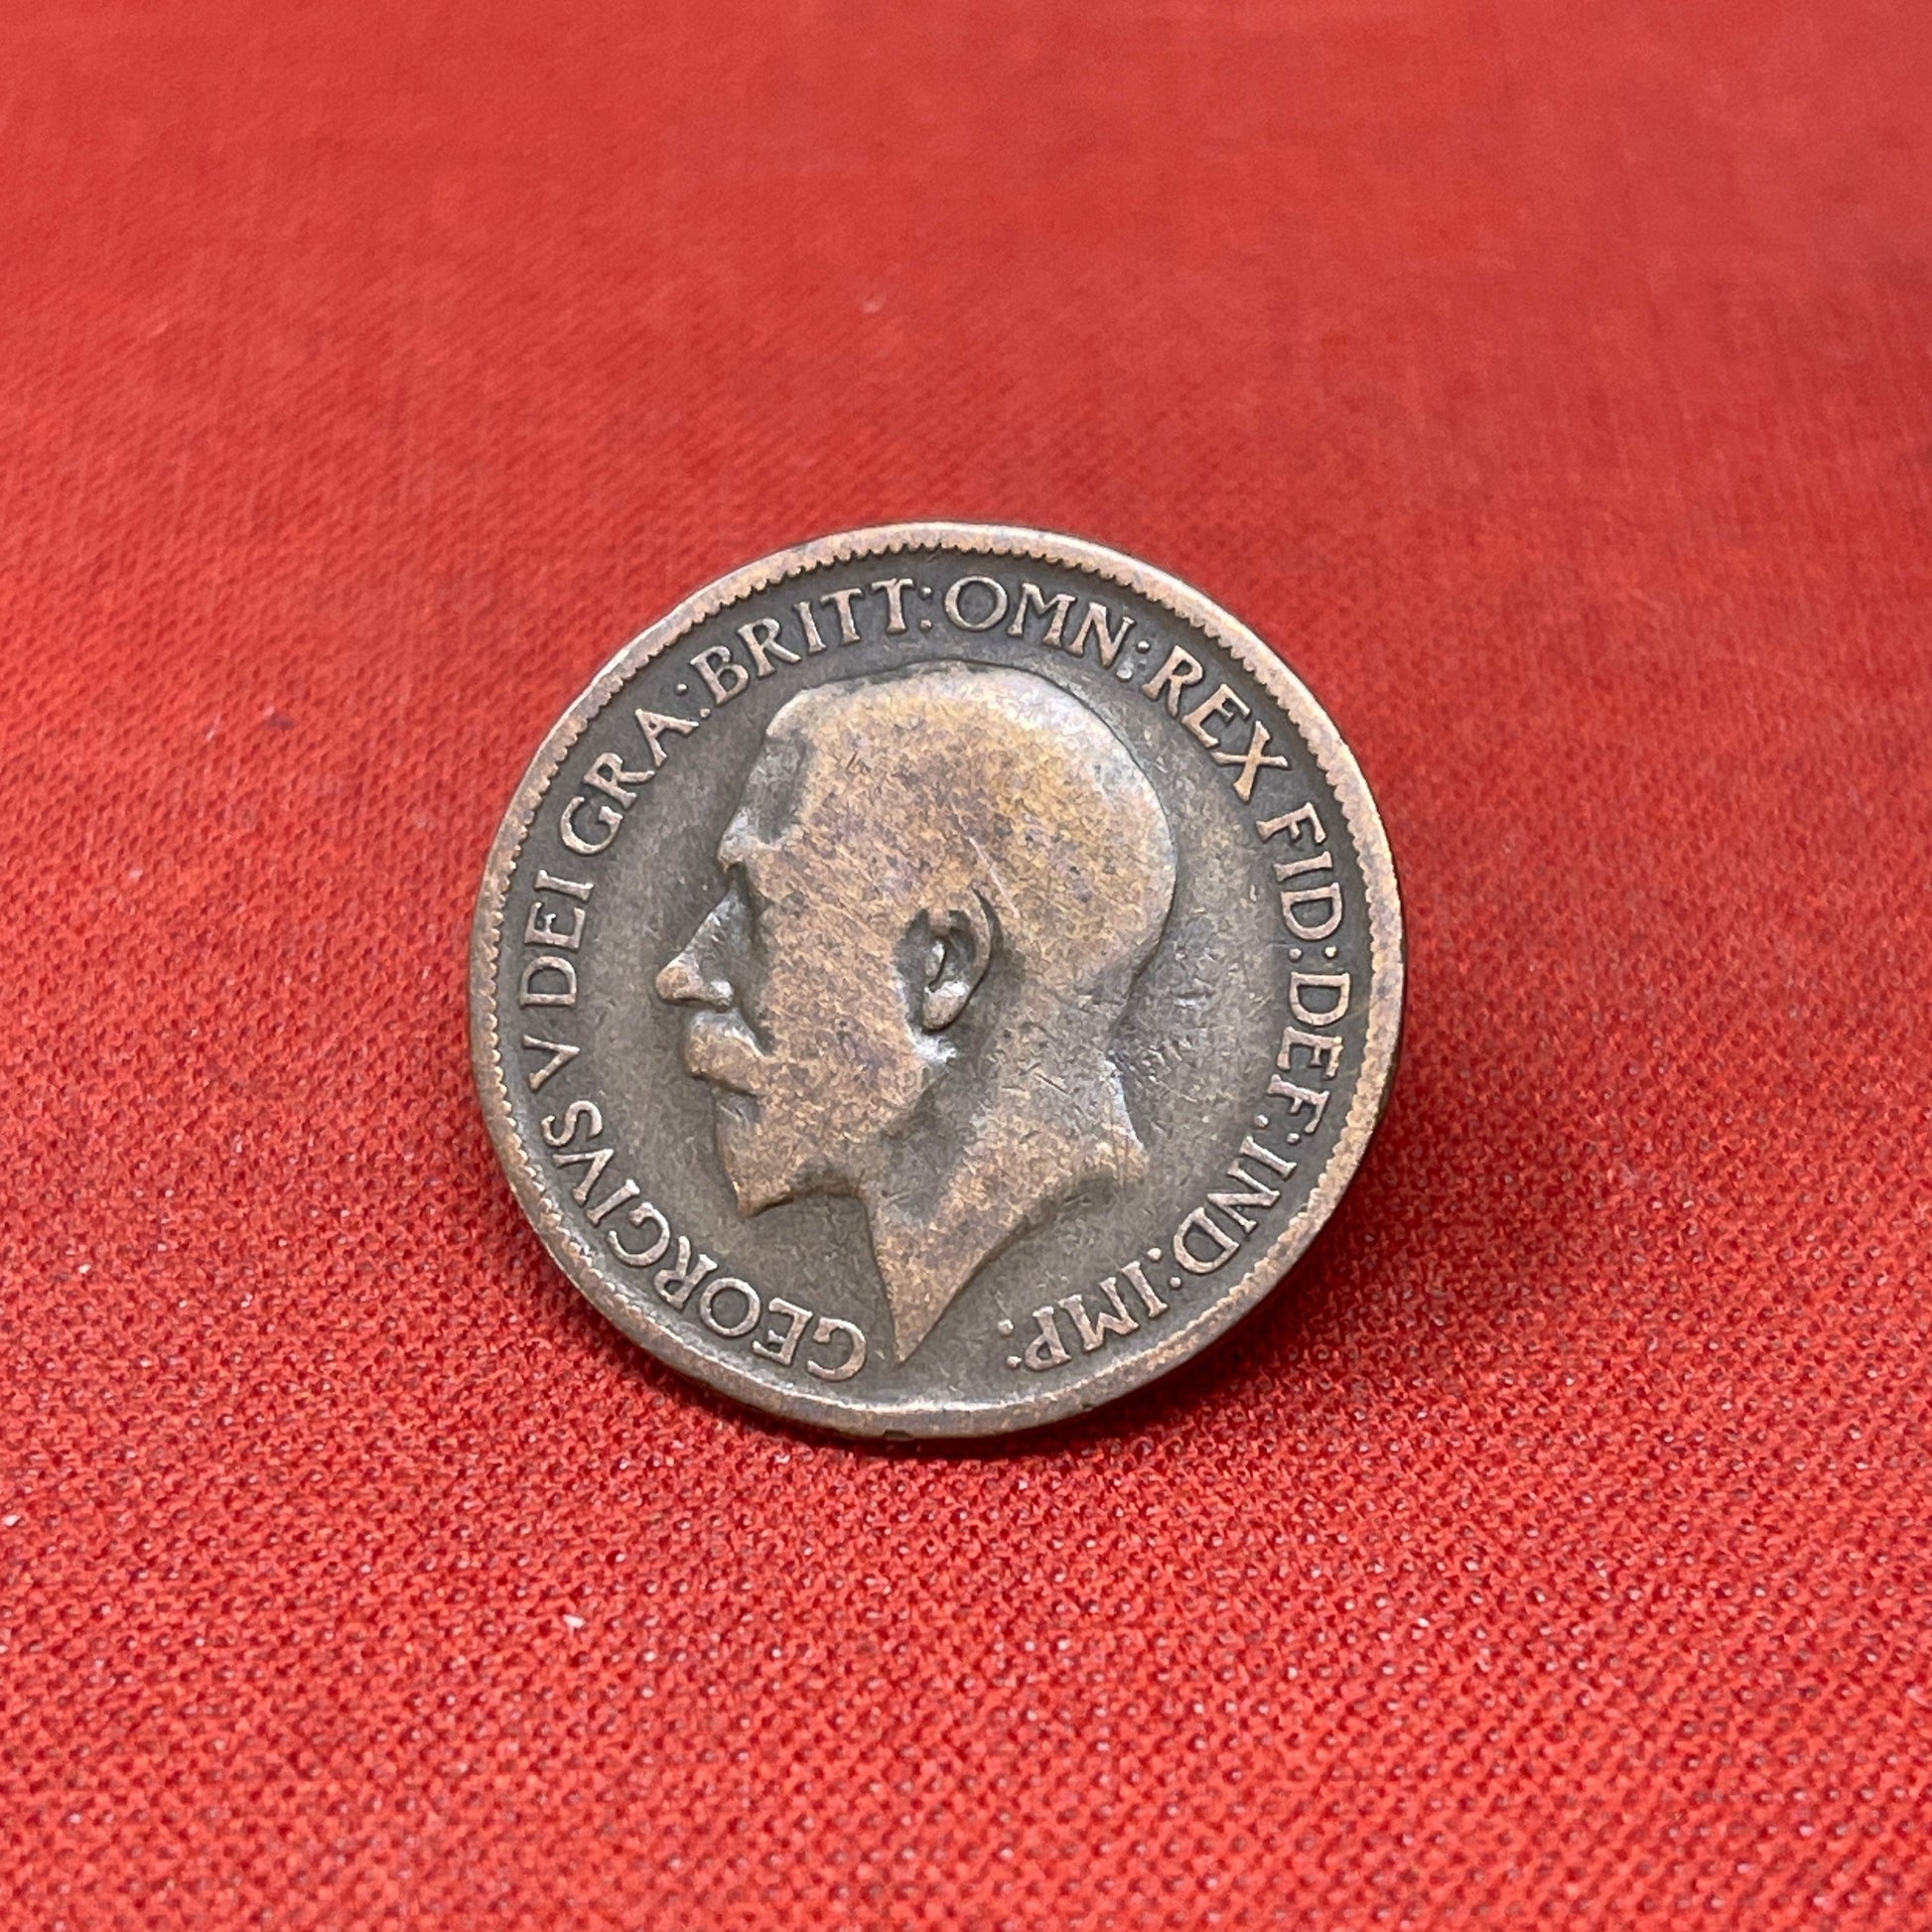 GEORGIVS V DEI GRA: BRITT: OMN: REX FID: DEF: IND: IMP: